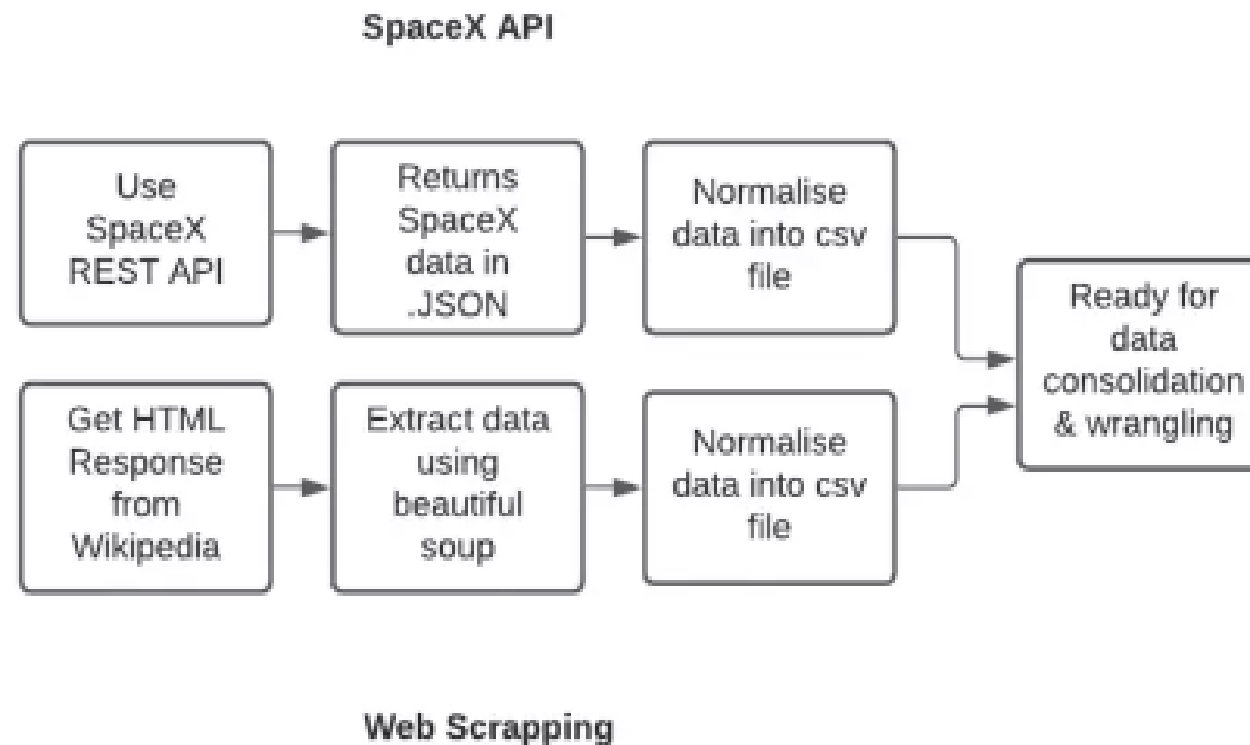 SpaceX API
Use
SpaceX
REST API
Returns
SpaceX
data in
.JSON
Normalise
data into csv
file
Ready for
data
consolidation
& wrangling
Get HTML
Response
from
Wikipedia
Extract data
using
beautiful
soup
Normalise
data into csv
file
Web Scrapping